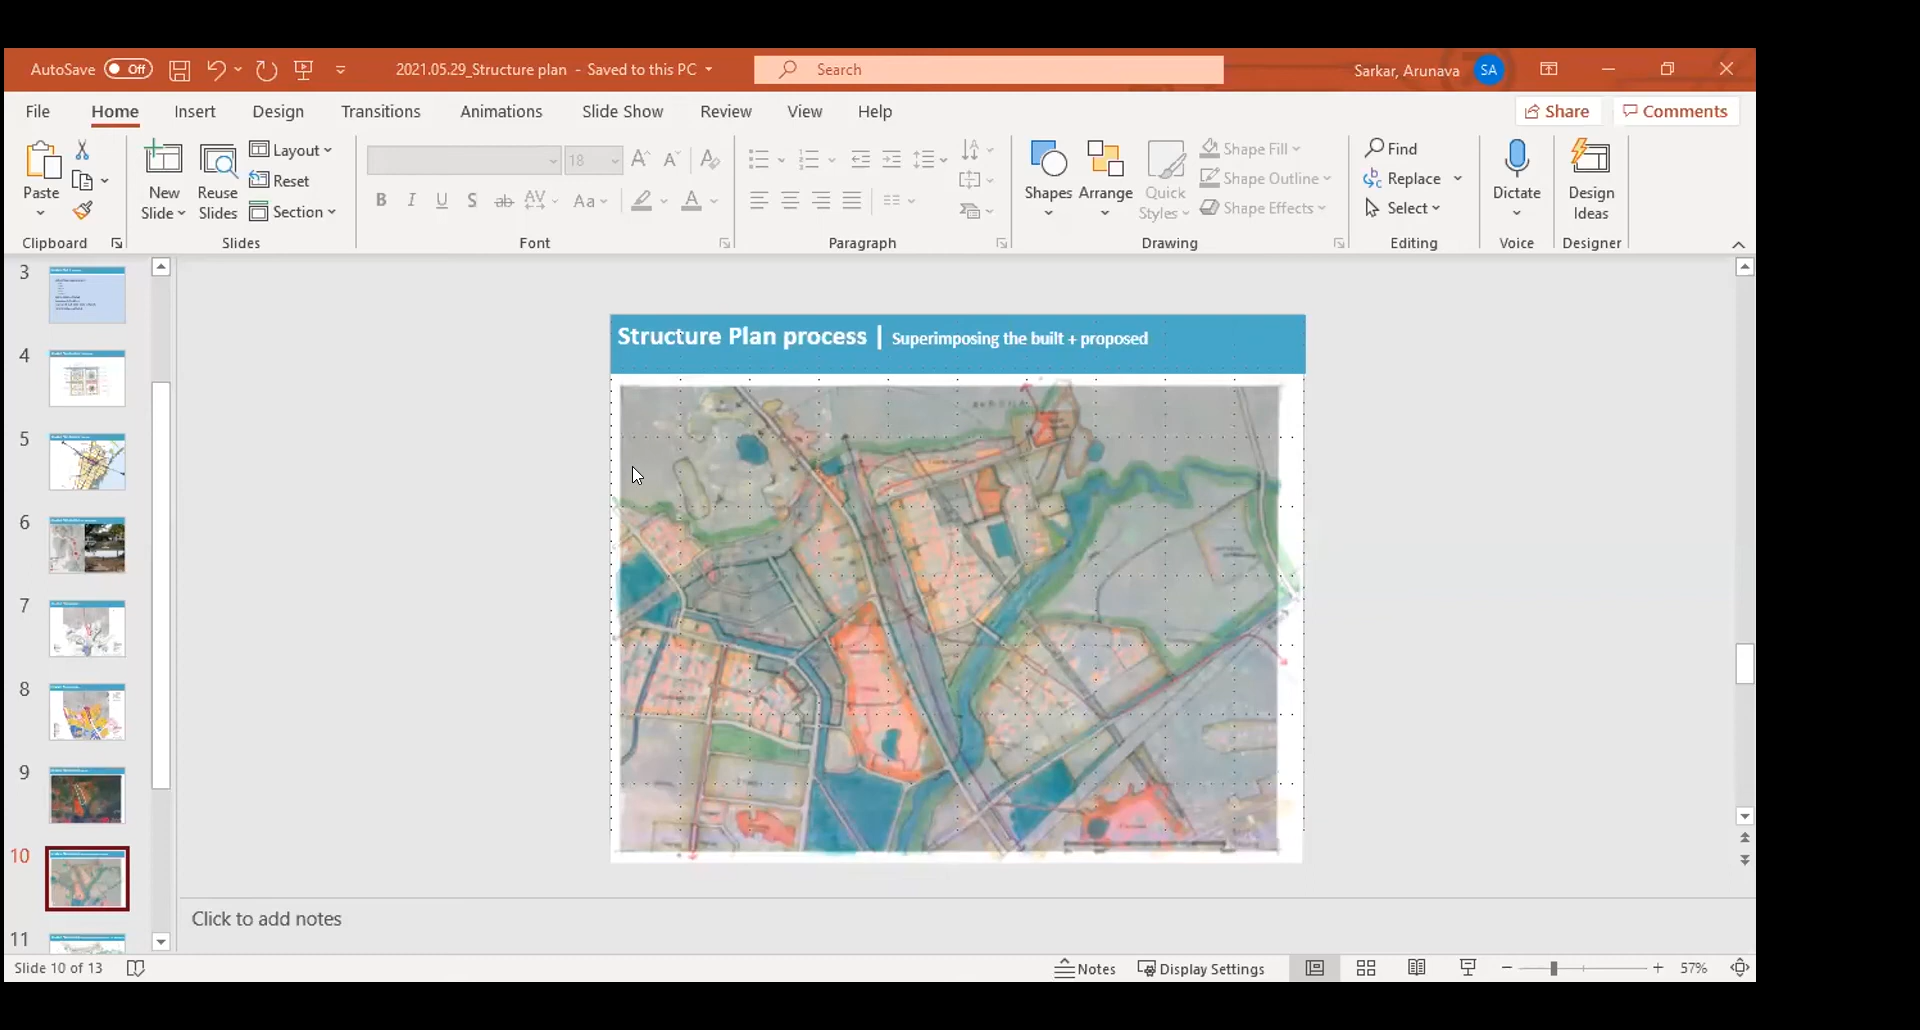 AutoSave Off 2021.05.29_Structure plan - Saved to this PC Search Sarkar, Arunava SA
File Home Insert Design Transitions Animations Slide Show Review View Help Share Comments
Paste
New Slide
Reuse Slides
Layout
Reset
Section
18
B I U S ab AV Aa A
Shapes
Arrange
Quick Styles
Shape Fill
Shape Outline
Shape Effects
Find
Replace
Select
Dictate
Design Ideas
Clipboard Slides Font Paragraph Drawing Editing Voice Designer
3
4
5
6
7
8
9
10
11
Structure Plan process | Superimposing the built + proposed
Click to add notes
Slide 10 of 13 Notes Display Settings 57%